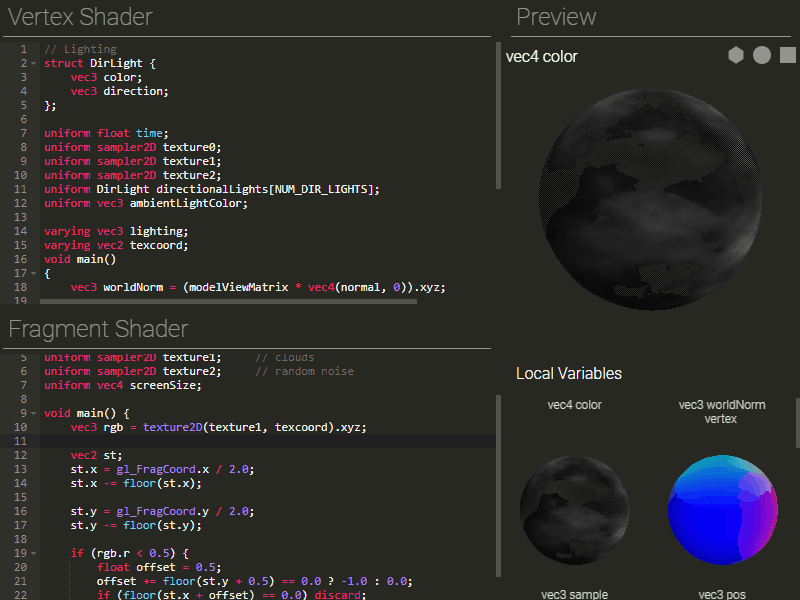 Vertex Shader
1 // Lighting
2 struct DirLight {
3 vec3 color;
4 vec3 direction;
5 };
6
7 uniform float time;
8 uniform sampler2D texture0;
9 uniform sampler2D texture1;
10 uniform sampler2D texture2;
11 uniform DirLight directionalLights[NUM_DIR_LIGHTS];
12 uniform vec3 ambientLightColor;
13
14 varying vec3 lighting;
15 varying vec2 texcoord;
16 void main()
17 {
18 vec3 worldNorm = (modelViewMatrix * vec4(normal, 0)).xyz;
19
Fragment Shader
5 uniform sampler2D texture1; // clouds
6 uniform sampler2D texture2; // random noise
7 uniform vec4 screenSize;
8
9 void main() {
10 vec3 rgb = texture2D(texture1, texcoord).xyz;
11
12 vec2 st;
13 st.x = gl_FragCoord.x / 2.0;
14 st.x -= floor(st.x);
15
16 st.y = gl_FragCoord.y / 2.0;
17 st.y -= floor(st.y);
18
19 if (rgb.r < 0.5) {
20 float offset = 0.5;
21 offset += floor(st.y + 0.5) == 0.0 ? -1.0 : 0.0;
22 if (floor(st.x + offset) == 0.0) discard;
Preview
vec4 color
Local Variables
vec4 color
vec3 worldNorm
vertex
vec3 sample
vec3 pos